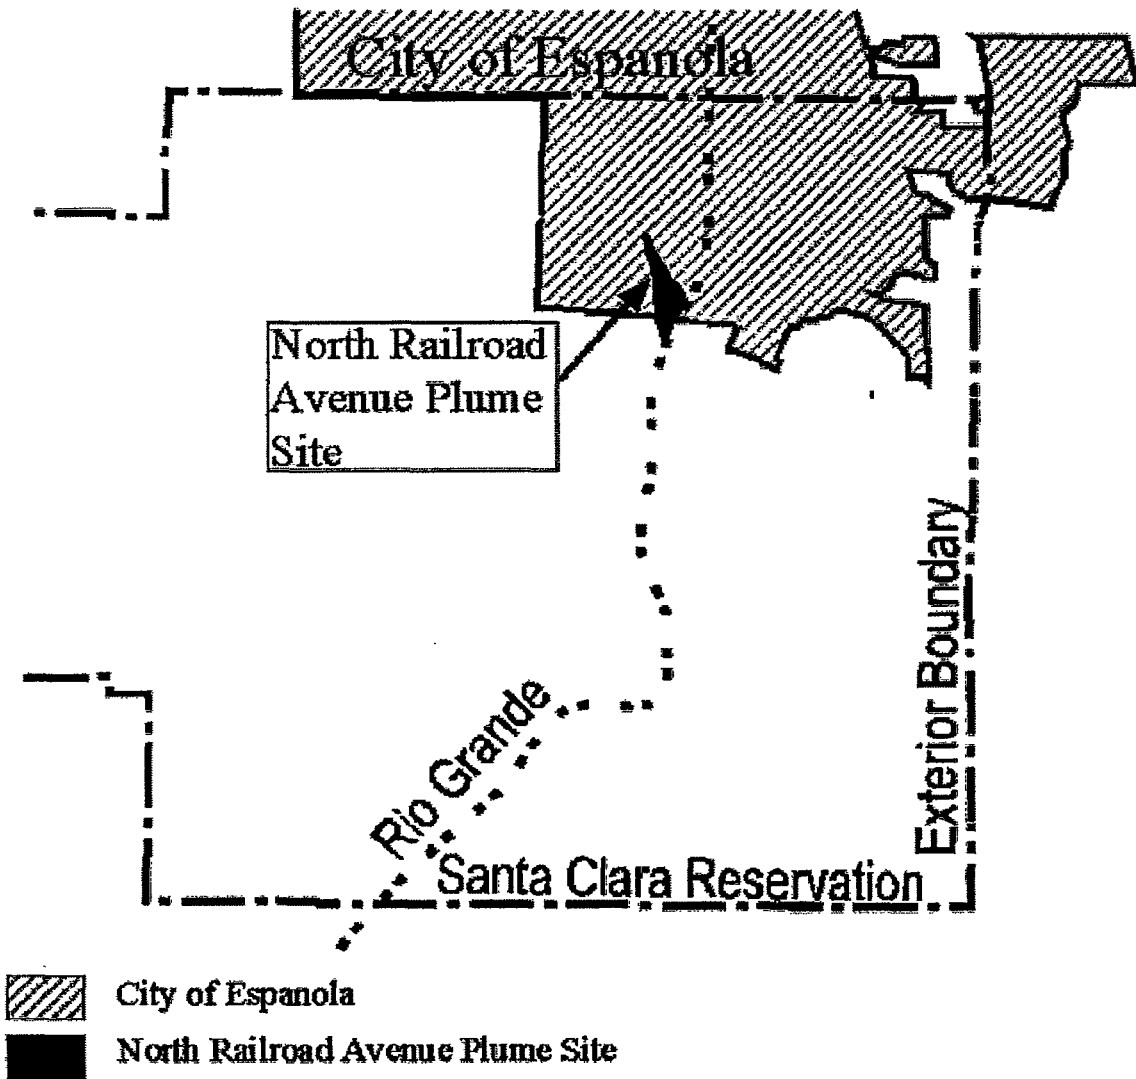 City of Espanola
North Railroad
Avenue Plume
Site
Exterior Boundary
Rio Grande
Santa Clara Reservation
City of Espanola
North Railroad Avenue Plume Site